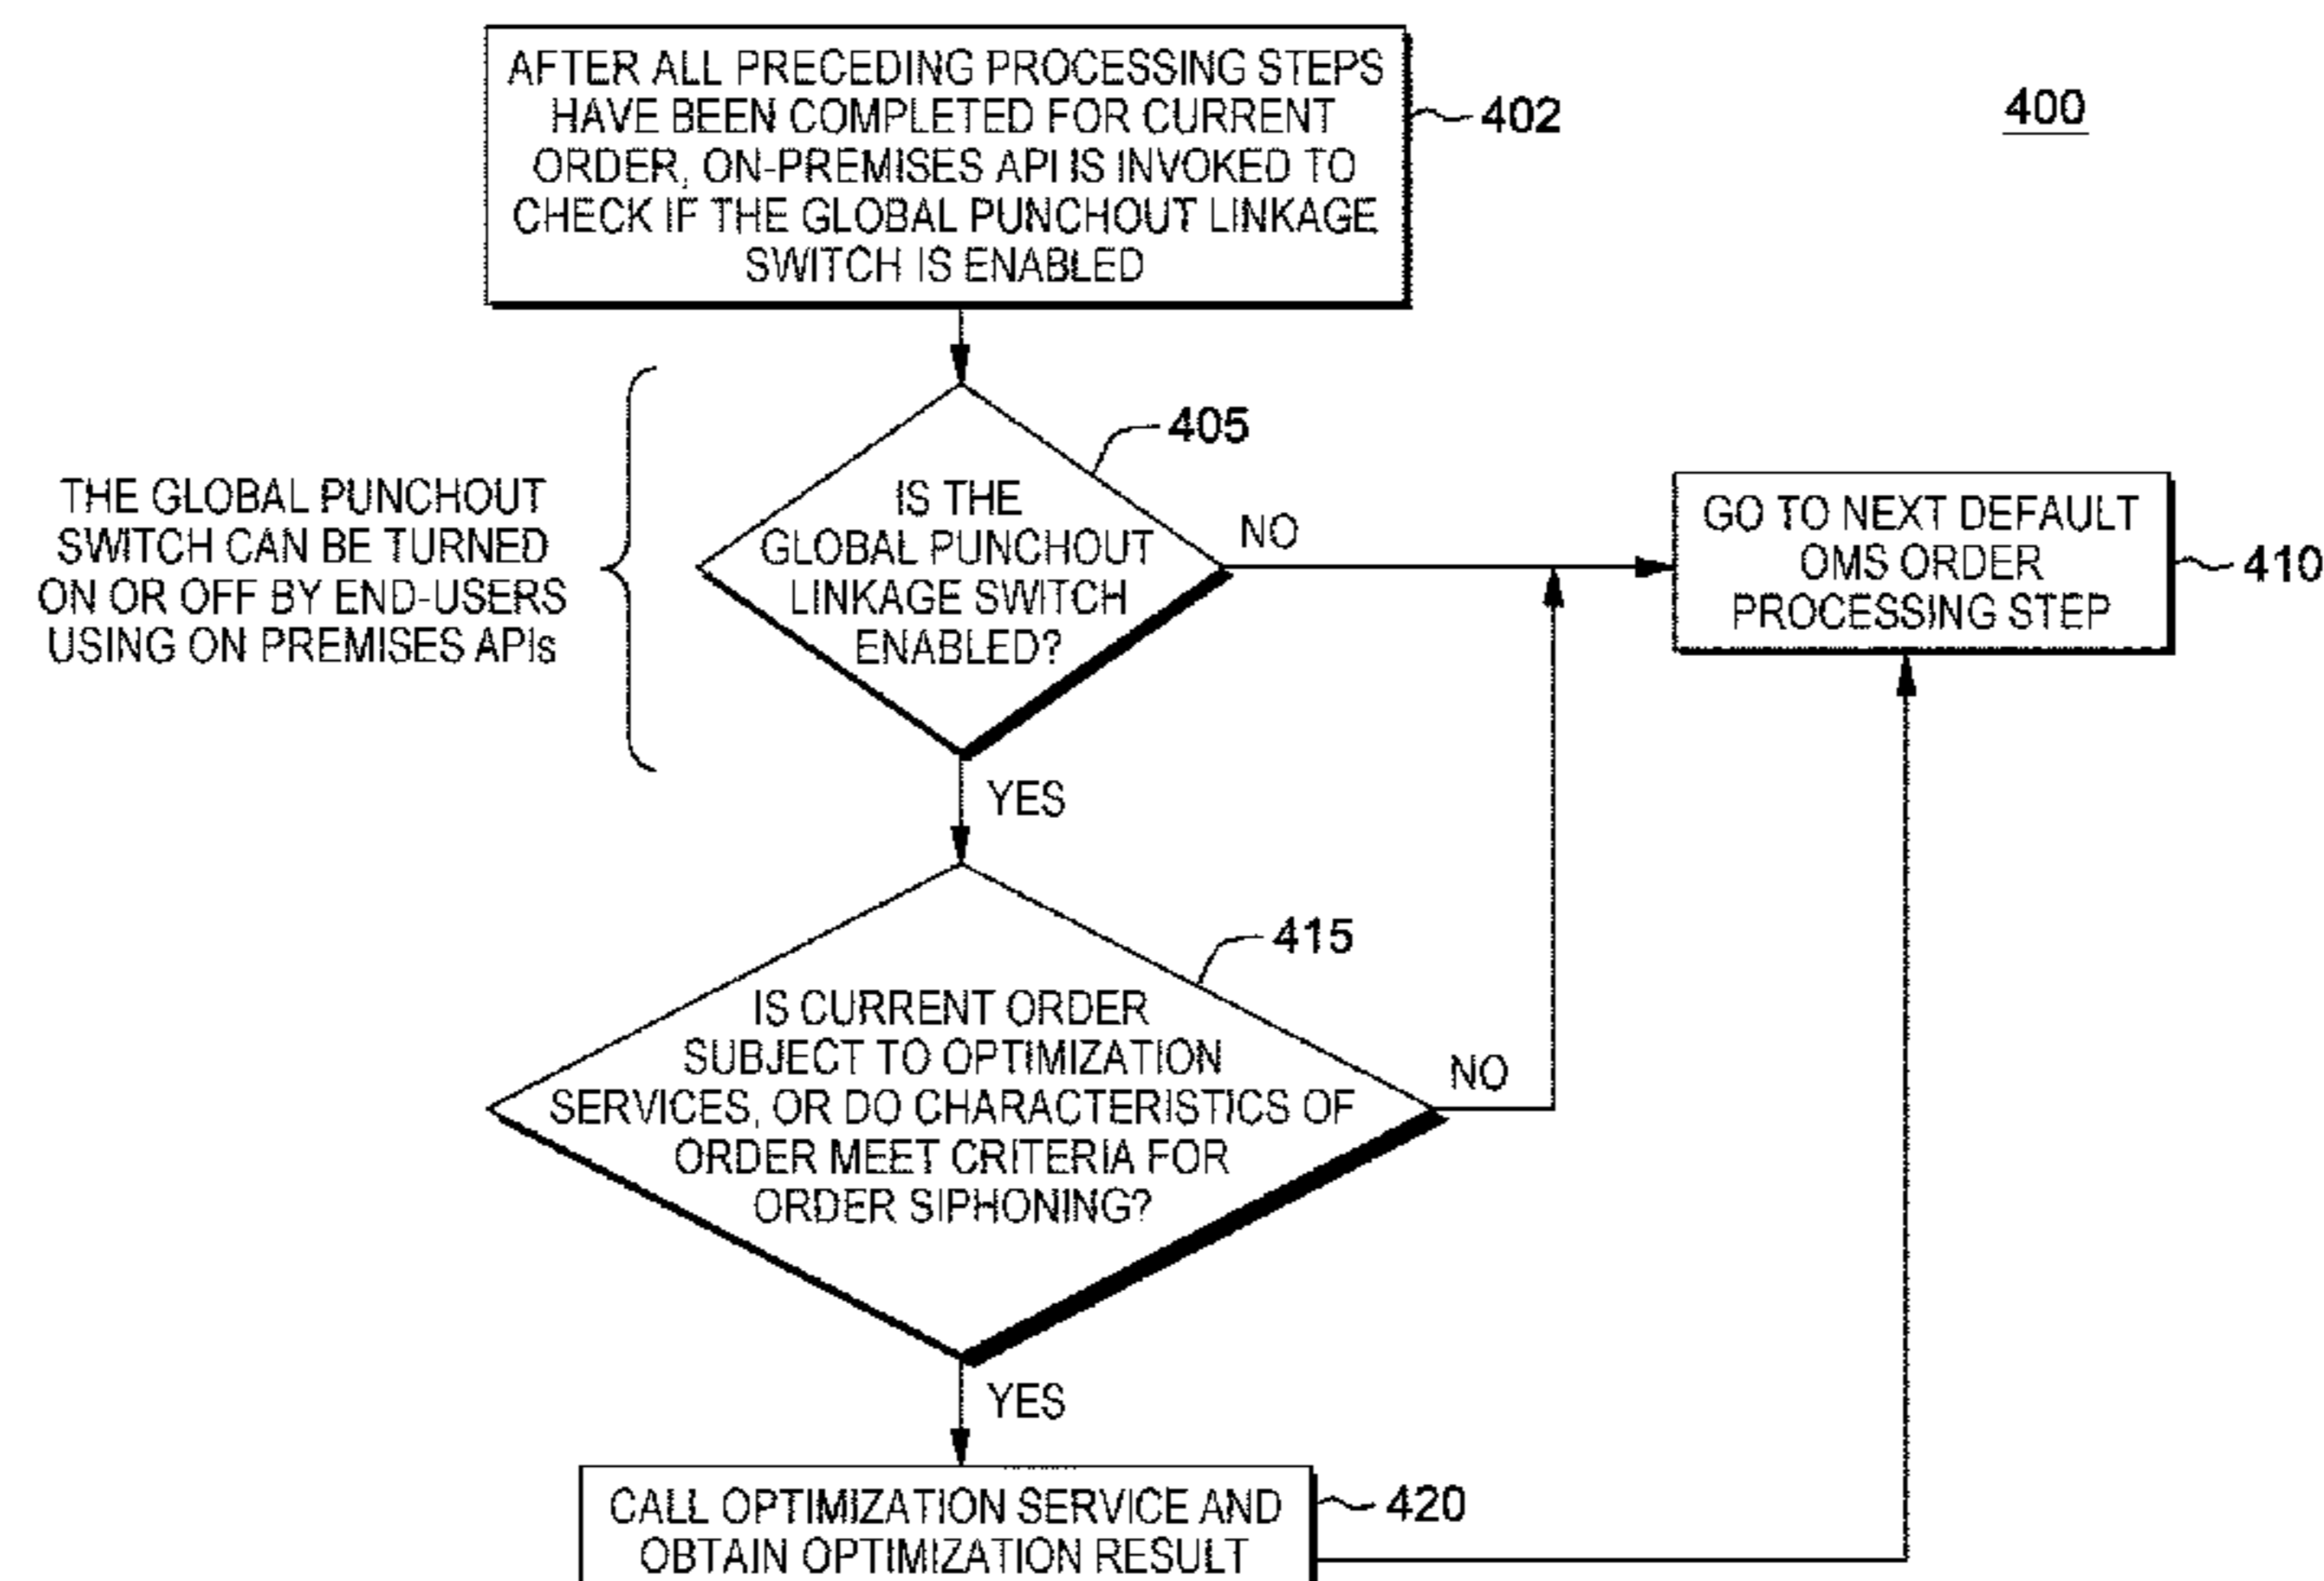 AFTER ALL PRECEDING PROCESSING STEPS
HAVE BEEN COMPLETED FOR CURRENT
ORDER, ON-PREMISES API IS INVOKED TO
CHECK IF THE GLOBAL PUNCHOUT LINKAGE
SWITCH IS ENABLED
402
400
THE GLOBAL PUNCHOUT
SWITCH CAN BE TURNED
ON OR OFF BY END-USERS
USING ON PREMISES APIs
405
IS THE
GLOBAL PUNCHOUT
LINKAGE SWITCH
ENABLED?
NO
GO TO NEXT DEFAULT
OMS ORDER
PROCESSING STEP
410
YES
415
IS CURRENT ORDER
SUBJECT TO OPTIMIZATION
SERVICES, OR DO CHARACTERISTICS OF
ORDER MEET CRITERIA FOR
ORDER SIPHONING?
NO
YES
CALL OPTIMIZATION SERVICE AND
OBTAIN OPTIMIZATION RESULT
420